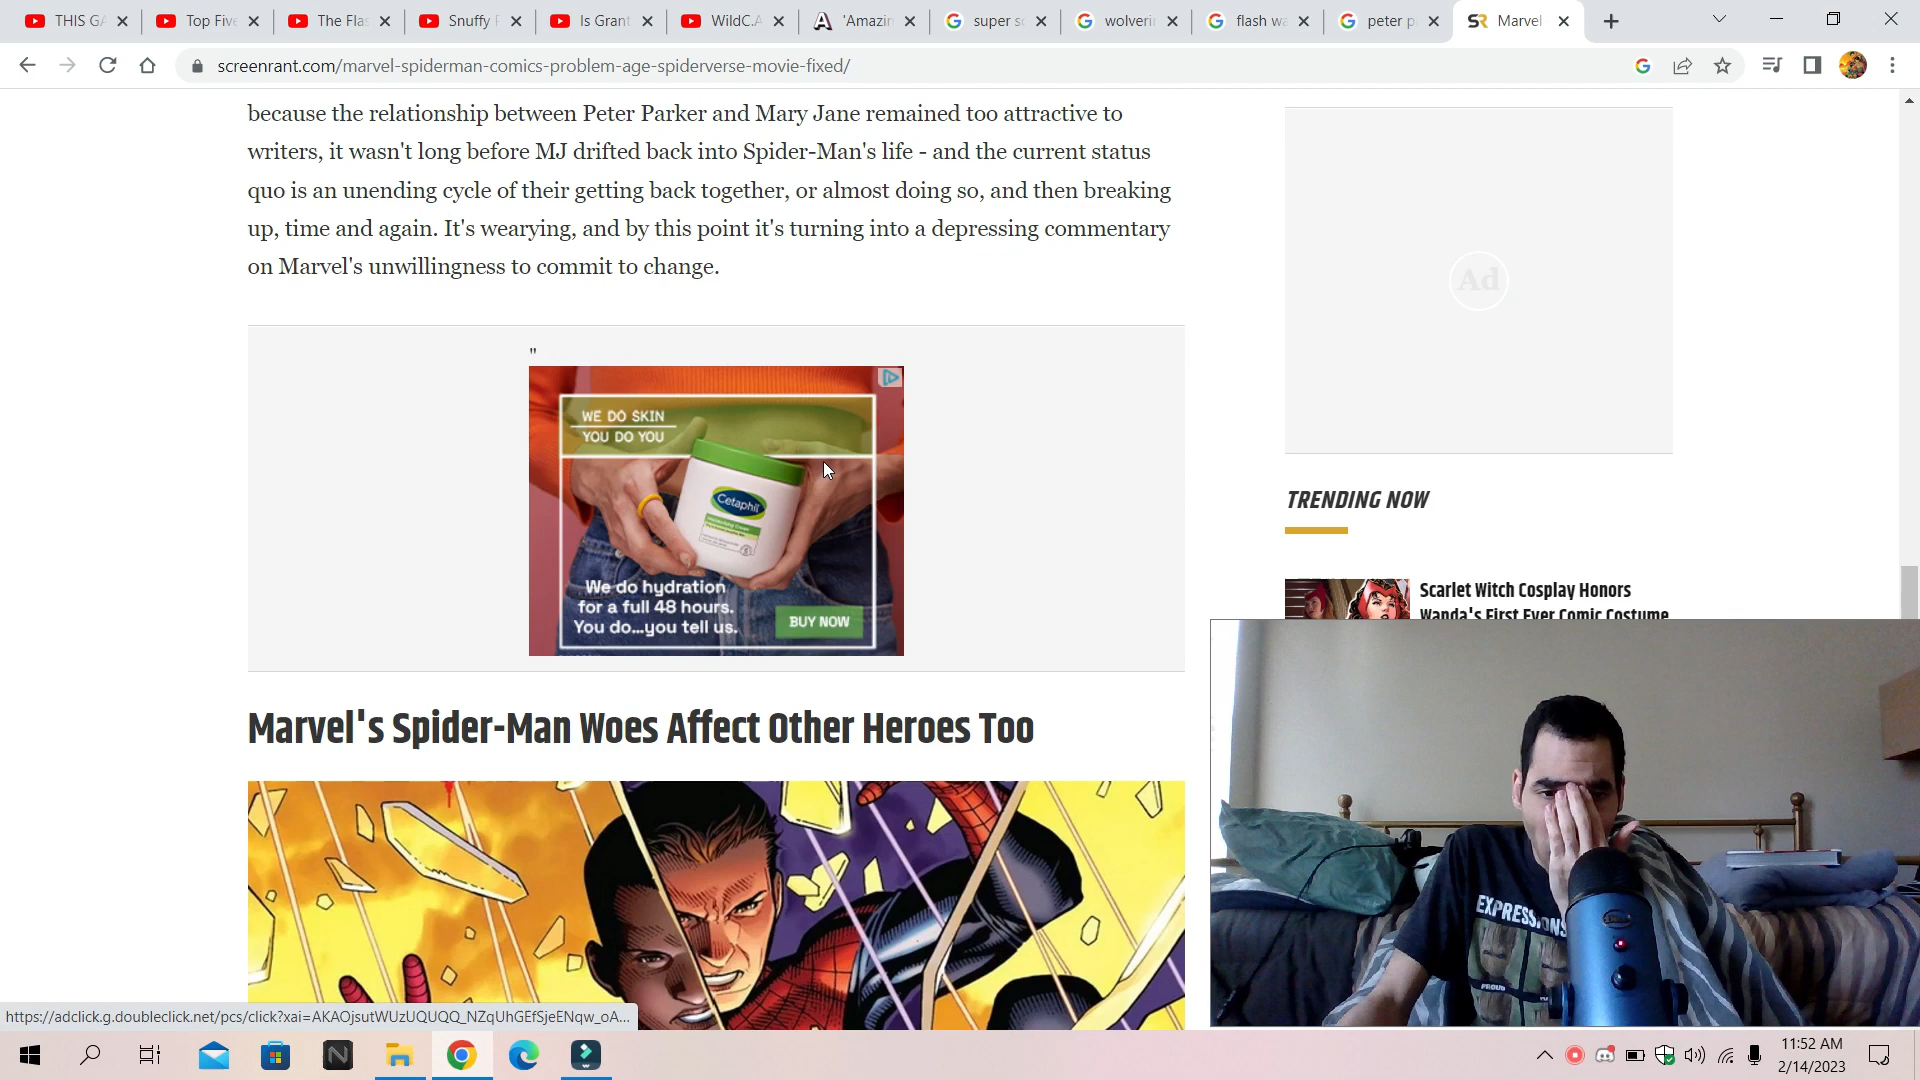 THIS GA
Top Five
The Flas
Snuffy F
Is Grant
WildC.A
'Amazin
super so
wolverin
flash wa
peter p
Marvel
screenrant.com/marvel-spiderman-comics-problem-age-spiderverse-movie-fixed/
because the relationship between Peter Parker and Mary Jane remained too attractive to
writers, it wasn't long before MJ drifted back into Spider-Man's life - and the current status
quo is an unending cycle of their getting back together, or almost doing so, and then breaking
up, time and again. It's wearying, and by this point it's turning into a depressing commentary
on Marvel's unwillingness to commit to change.
"
WE DO SKIN
YOU DO YOU
Cetaphil
We do hydration
for a full 48 hours.
You do...you tell us.
BUY NOW
Ad
TRENDING NOW
Scarlet Witch Cosplay Honors
Wanda's First Ever Comic Costume
Marvel's Spider-Man Woes Affect Other Heroes Too
EXPRESSIONS
https://adclick.g.doubleclick.net/pcs/click?xai=AKAOjsutWUzUQUQQ_NZqUhGEfSjeENqw_oA...
11:52 AM
2/14/2023